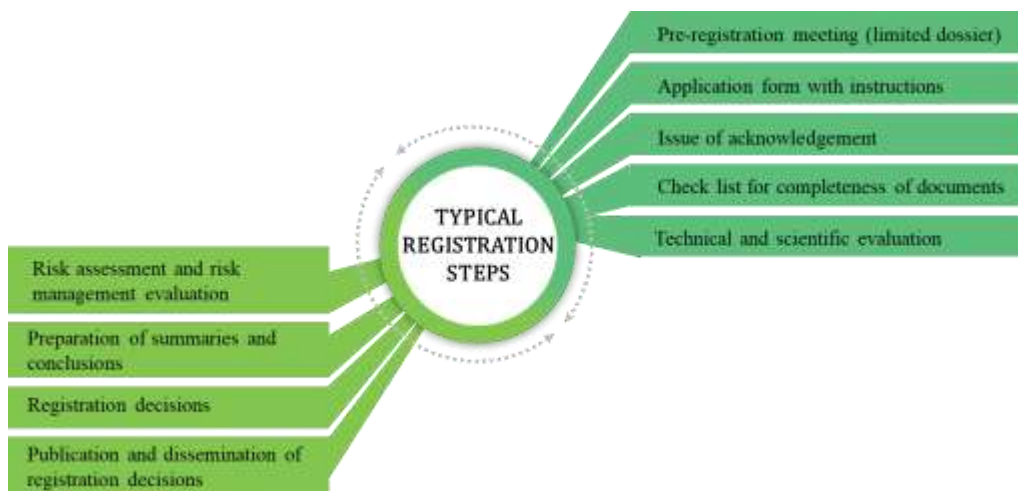 Pre-registration meeting (limited dossier)
Application form with instructions
Issue of acknowledgement
Check list for completeness of documents
Technical and scientific evaluation
TYPICAL
REGISTRATION
STEPS
Risk assessment and risk
management evaluation
Preparation of summaries and
conclusions
Registration decisions
Publication and dissemination of
registration decisions